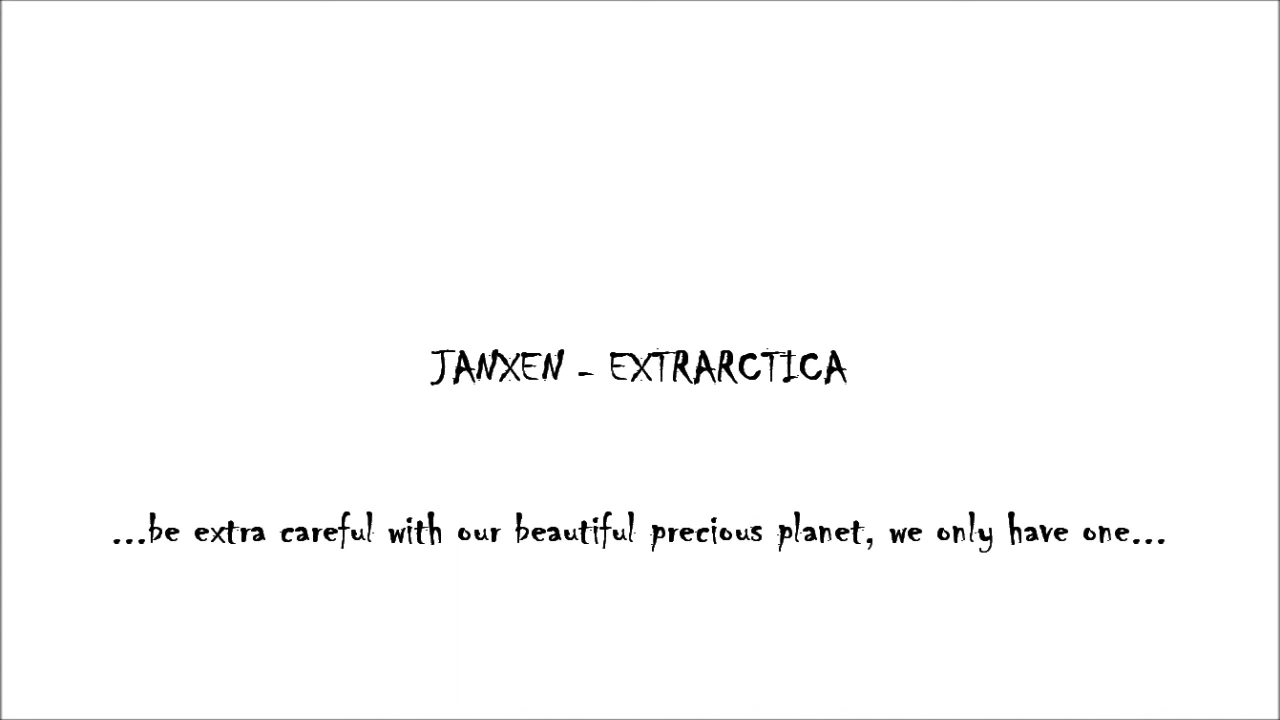 JANXEN - EXTRARCTICA
...be extra careful with our beautiful precious planet, we only have one...